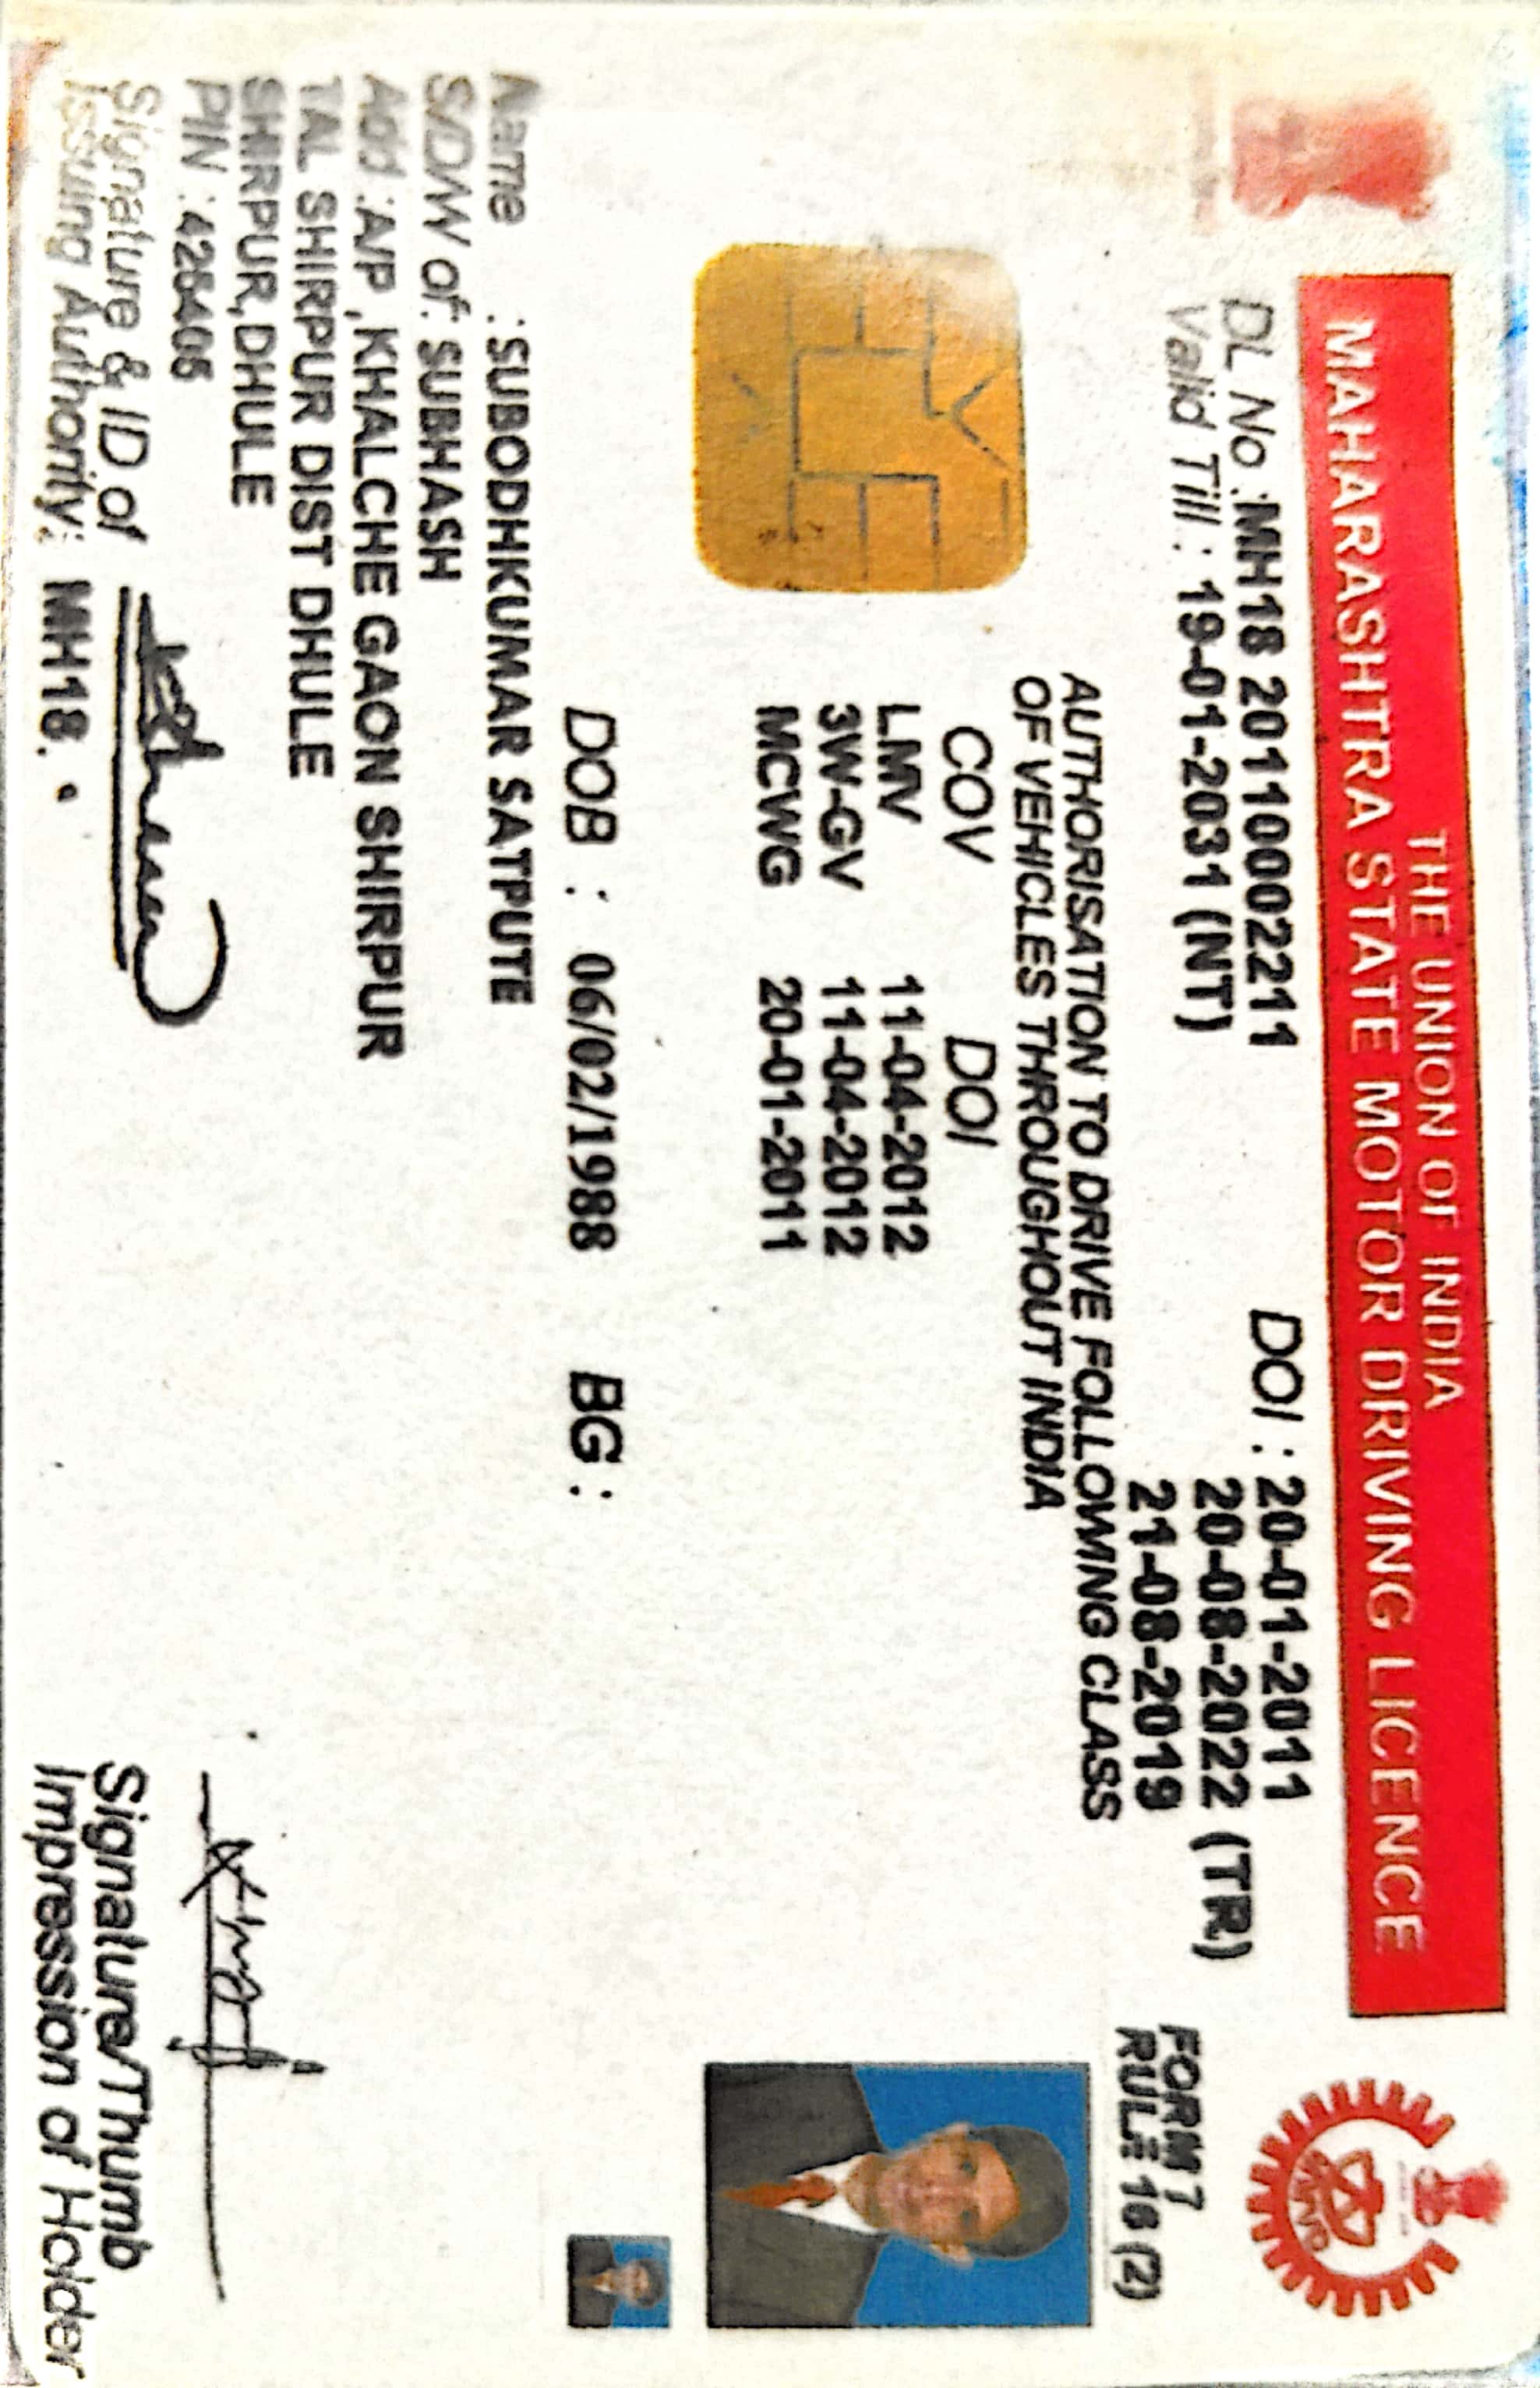 THE UNION OF INDIA
MAHARASHTRA STATE MOTOR DRIVING LICENCE
DL No :MH18 20110002211 DOI : 20-01-2011
Valid Till : 19-01-2031 (NT) 20-08-2022 (TR)
21-08-2019
FORM 7
RULE 16 (2)
AUTHORISATION TO DRIVE FOLLOWING CLASS
OF VEHICLES THROUGHOUT INDIA
COV DOI
LMV 11-04-2012
3W-GV 11-04-2012
MCWG 20-01-2011
DOB : 06/02/1988 BG :
Name :SUBODHKUMAR SATPUTE
S/D/W of: SUBHASH
Add :A/P ,KHALCHE GAON SHIRPUR
TAL SHIRPUR DIST DHULE
SHIRPUR,DHULE
PIN :425405
Signature & ID of
Issuing Authority: MH18.
Signature/Thumb
Impression of Holder